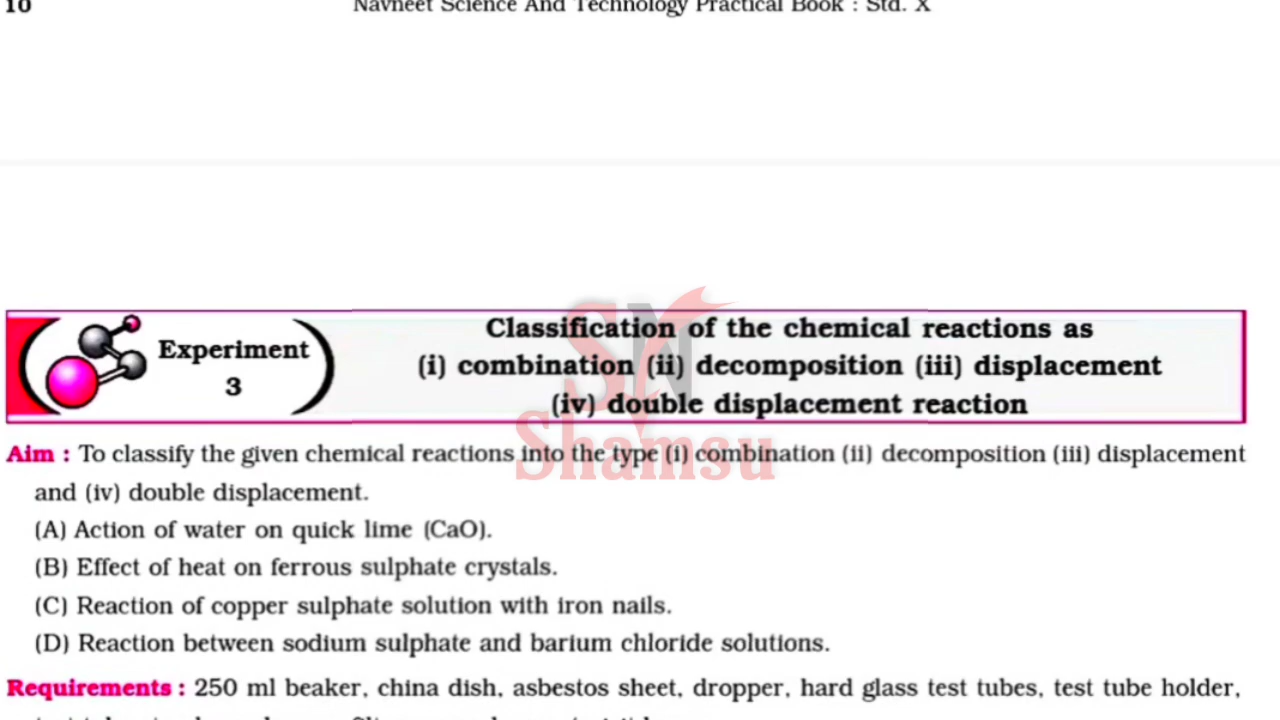 10
Navneet Science And Technology Practical Book : Std. X
Experiment
3
Classification of the chemical reactions as
(i) combination (ii) decomposition (iii) displacement
(iv) double displacement reaction
SN
Shamsu
Aim : To classify the given chemical reactions into the type (i) combination (ii) decomposition (iii) displacement
and (iv) double displacement.
(A) Action of water on quick lime (CaO).
(B) Effect of heat on ferrous sulphate crystals.
(C) Reaction of copper sulphate solution with iron nails.
(D) Reaction between sodium sulphate and barium chloride solutions.
Requirements : 250 ml beaker, china dish, asbestos sheet, dropper, hard glass test tubes, test tube holder,